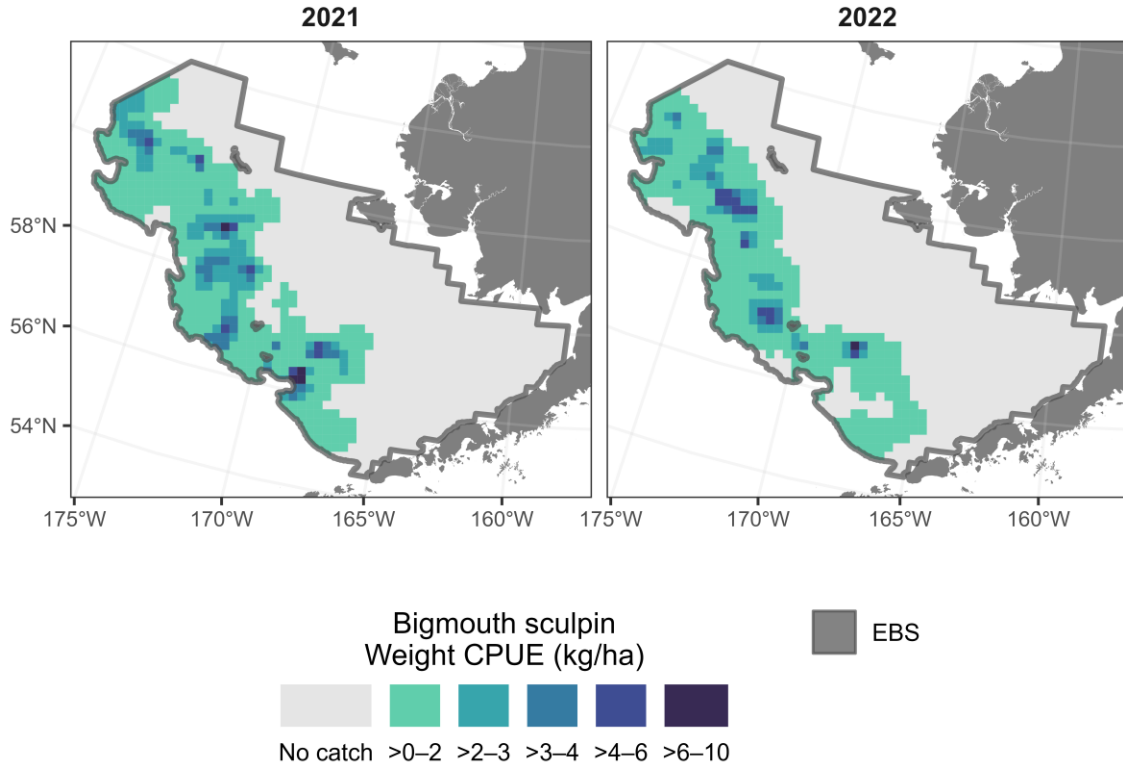 2021
2022
58°N
56°N
54°N
175°W
170°W
165°W
160°W
175°W
170°W
165°W
160°W
Bigmouth sculpin
Weight CPUE (kg/ha)
EBS
No catch
>0–2
>2–3
>3–4
>4–6
>6–10